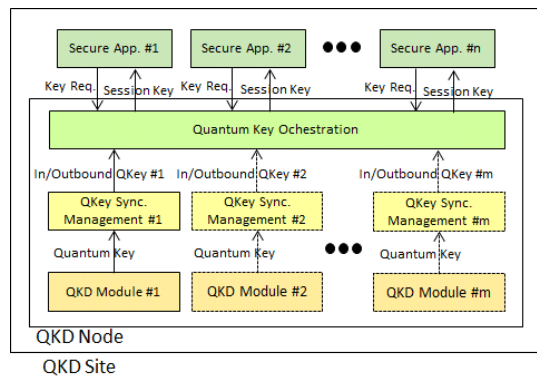 Secure App. #1 Secure App. #2 ●●● Secure App. #n
Key Req. Session Key Key Req. Session Key Key Req. Session Key
Quantum Key Ochestration
In/Outbound QKey #1 In/Outbound QKey #2 In/Outbound QKey #m
QKey Sync. QKey Sync. QKey Sync.
Management #1 Management #2 Management #m
Quantum Key Quantum Key ●●● Quantum Key
QKD Module #1 QKD Module #2 QKD Module #m
QKD Node
QKD Site